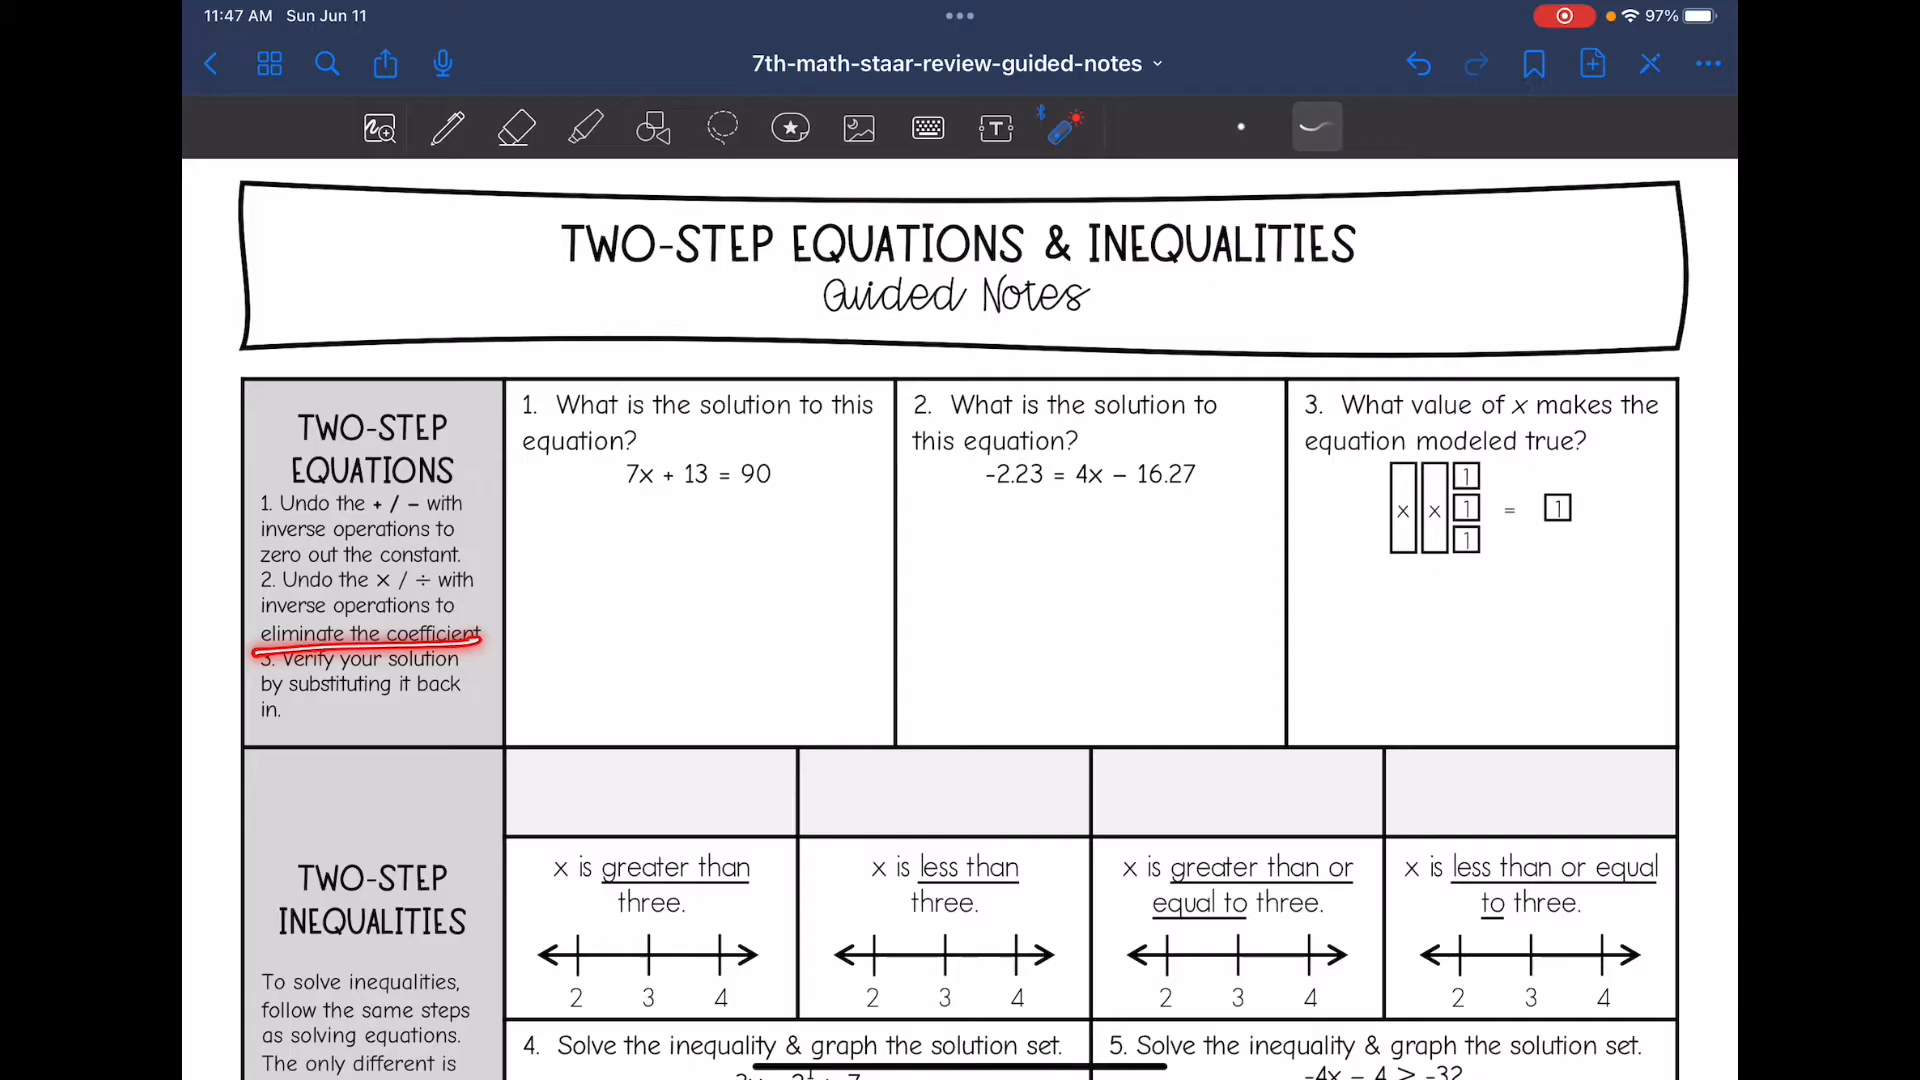 11:47 AM Sun Jun 11
97%
7th-math-staar-review-guided-notes
TWO-STEP EQUATIONS & INEQUALITIES
Guided Notes
TWO-STEP
EQUATIONS
1. Undo the + / – with
inverse operations to
zero out the constant.
2. Undo the × / ÷ with
inverse operations to
eliminate the coefficient
3. Verify your solution
by substituting it back
in.
1. What is the solution to this
equation?
7x + 13 = 90
2. What is the solution to
this equation?
-2.23 = 4x – 16.27
3. What value of x makes the
equation modeled true?
1
x x 1 = 1
1
TWO-STEP
INEQUALITIES
To solve inequalities,
follow the same steps
as solving equations.
The only different is
x is greater than
three.
2 3 4
x is less than
three.
2 3 4
x is greater than or
equal to three.
2 3 4
x is less than or equal
to three.
2 3 4
4. Solve the inequality & graph the solution set.
5. Solve the inequality & graph the solution set.